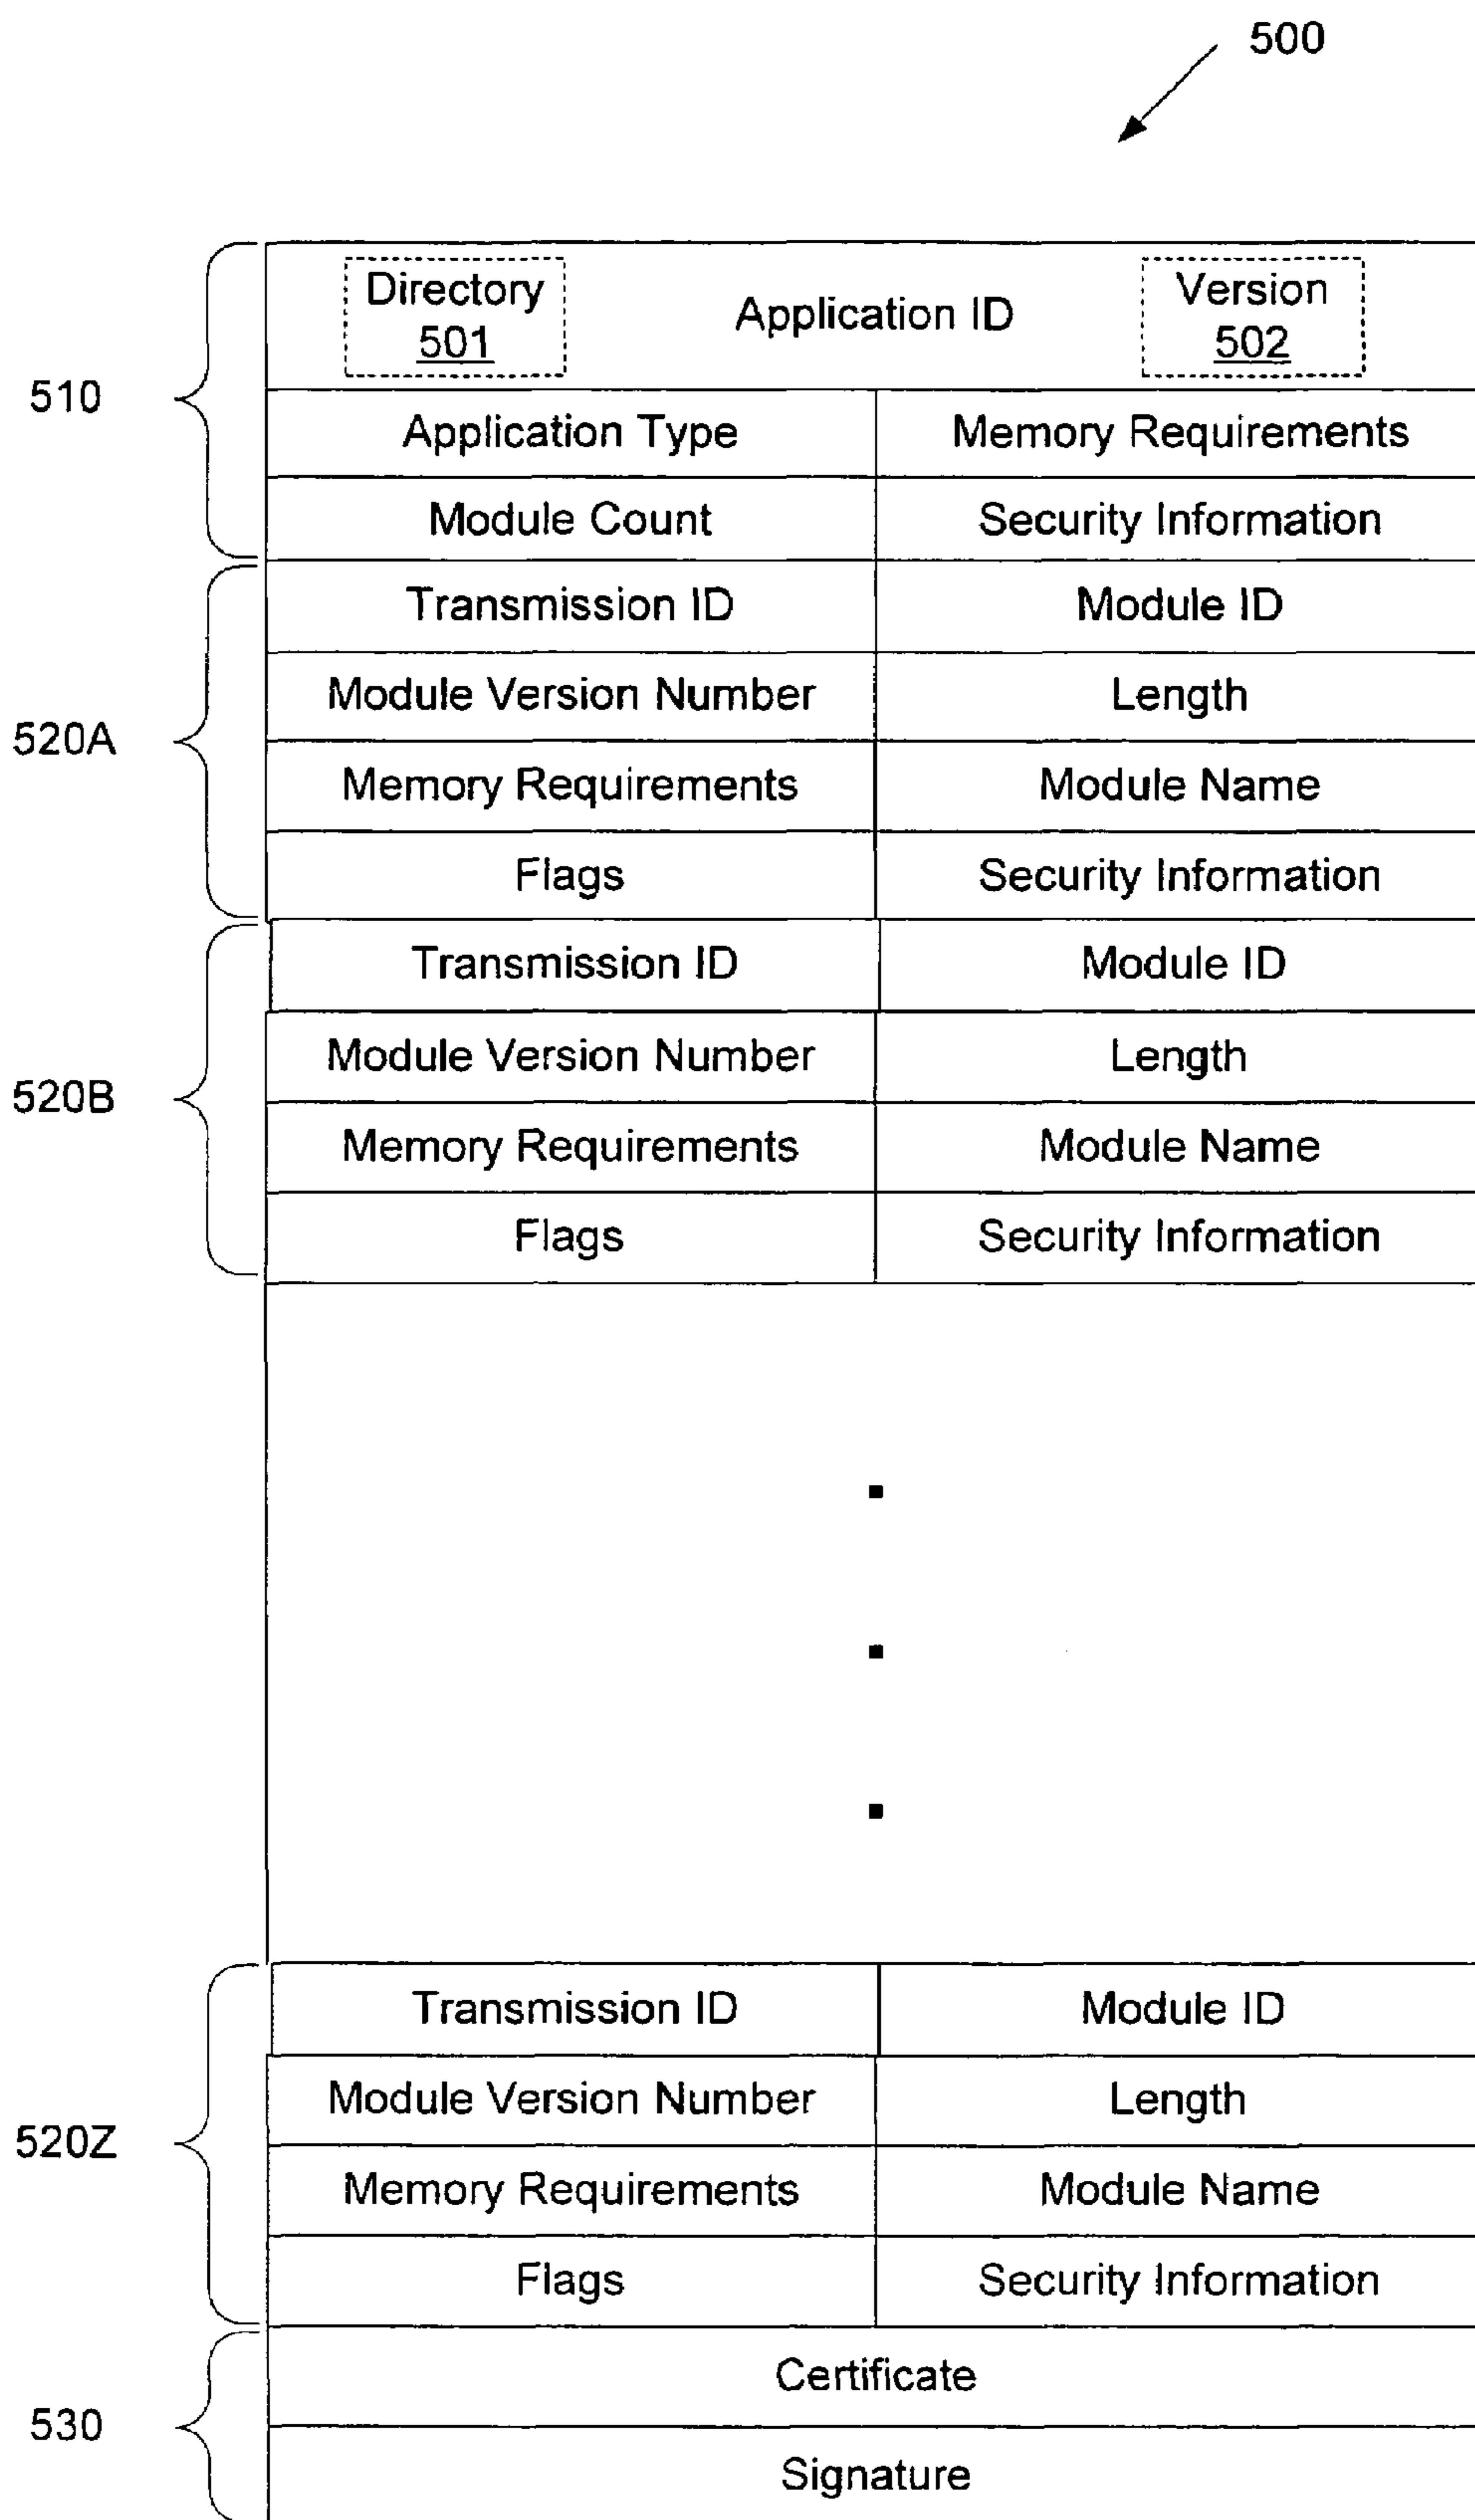 500
Directory
501
Application ID
Version
502
510
Application Type
Memory Requirements
Module Count
Security Information
Transmission ID
Module ID
520A
Module Version Number
Length
Memory Requirements
Module Name
Flags
Security Information
Transmission ID
Module ID
520B
Module Version Number
Length
Memory Requirements
Module Name
Flags
Security Information
Transmission ID
Module ID
520Z
Module Version Number
Length
Memory Requirements
Module Name
Flags
Security Information
530
Certificate
Signature